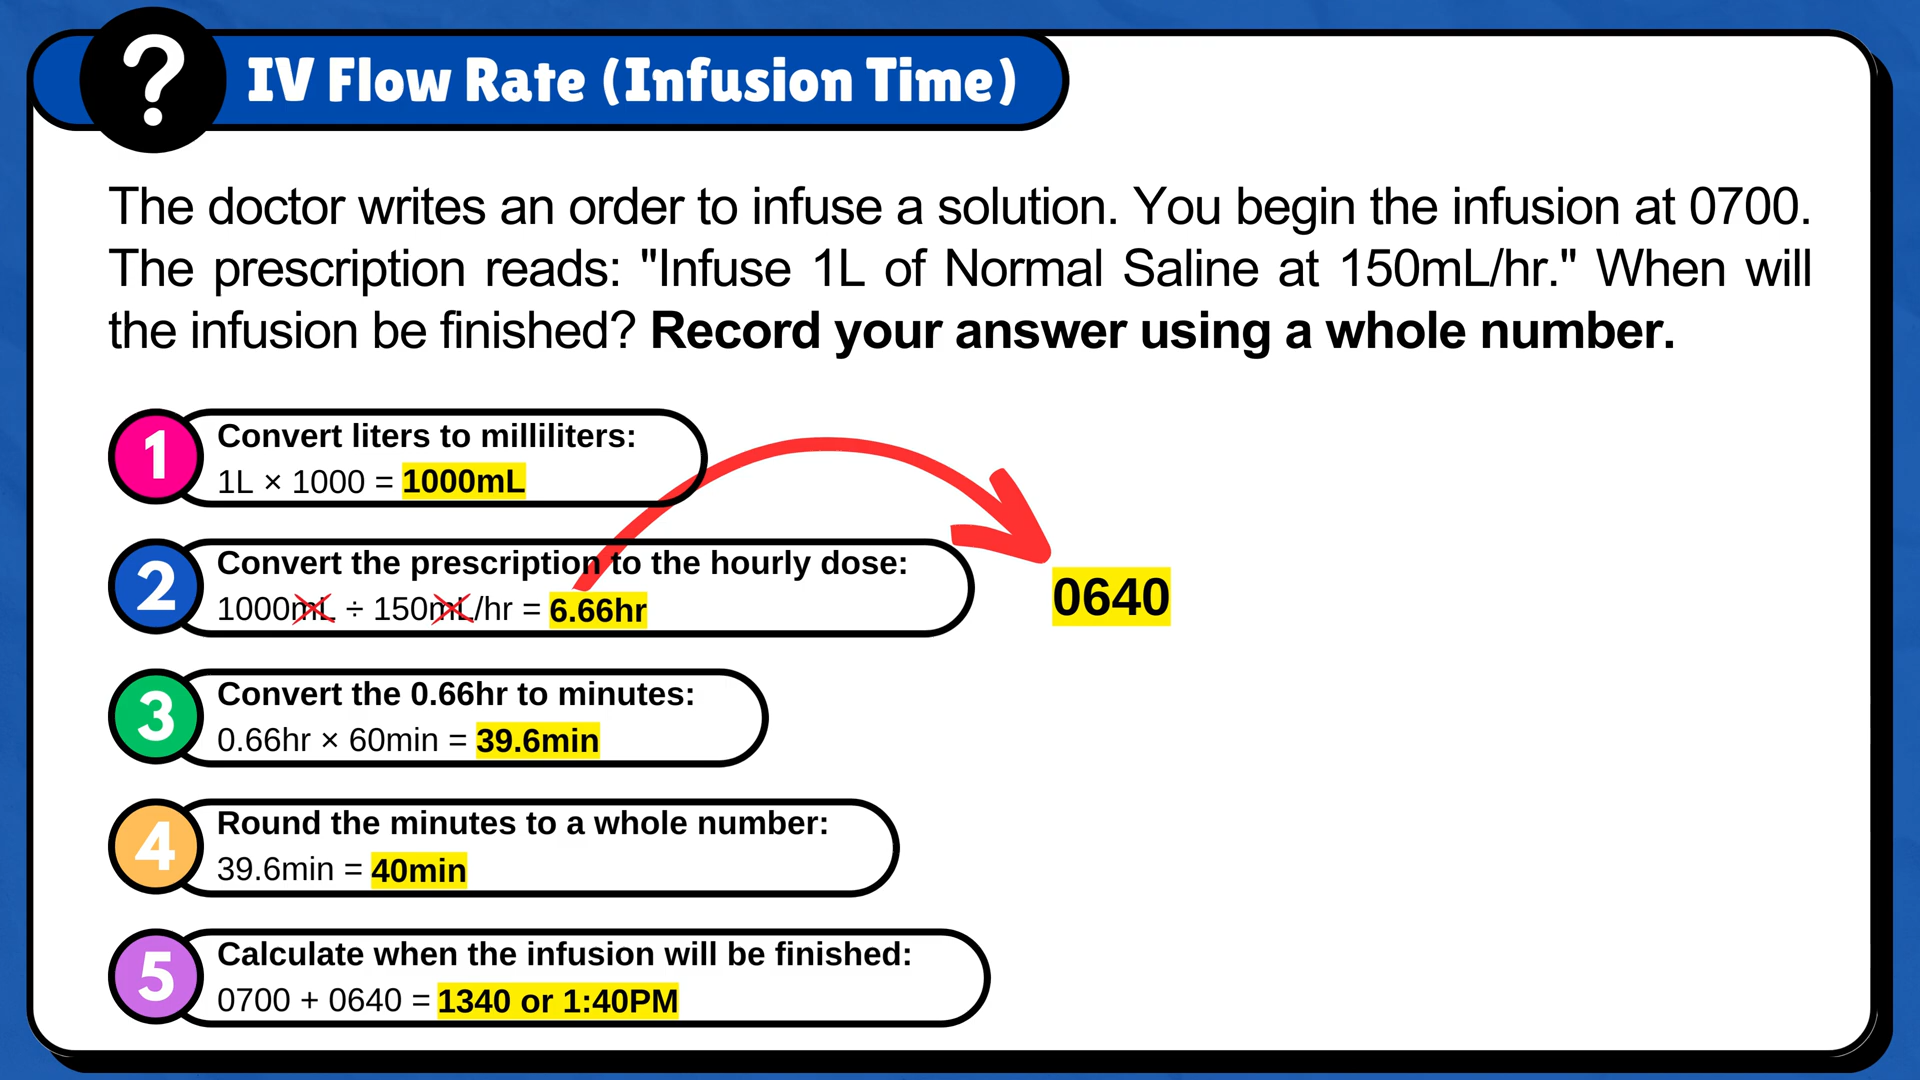 ?
IV Flow Rate (Infusion Time)
The doctor writes an order to infuse a solution. You begin the infusion at 0700.
The prescription reads: "Infuse 1L of Normal Saline at 150mL/hr." When will
the infusion be finished? Record your answer using a whole number.
1
Convert liters to milliliters:
1L × 1000 = 1000mL
2
Convert the prescription to the hourly dose:
1000mL ÷ 150mL/hr = 6.66hr
0640
3
Convert the 0.66hr to minutes:
0.66hr × 60min = 39.6min
4
Round the minutes to a whole number:
39.6min = 40min
5
Calculate when the infusion will be finished:
0700 + 0640 = 1340 or 1:40PM